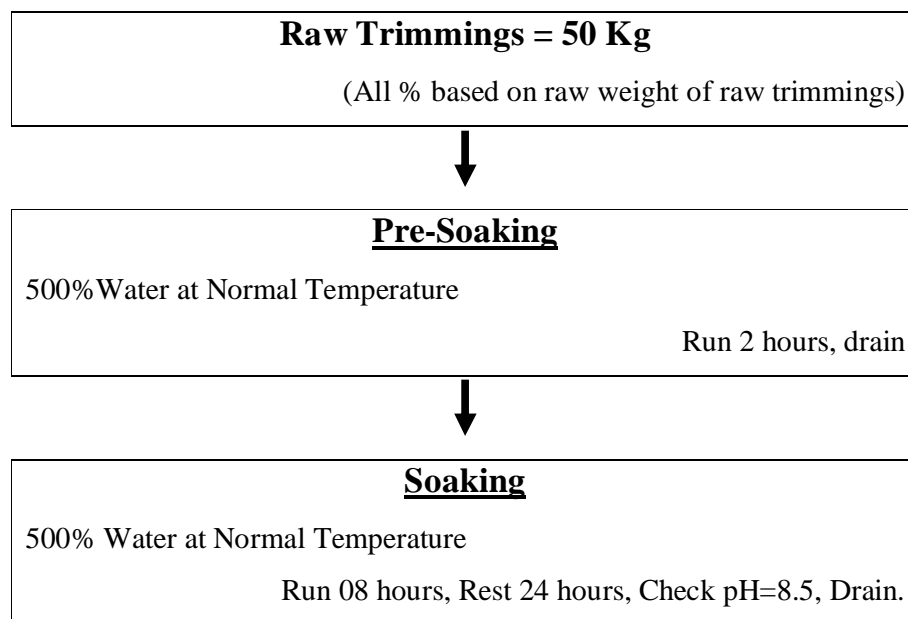 Raw Trimmings = 50 Kg
(All % based on raw weight of raw trimmings)
Pre-Soaking
500%Water at Normal Temperature
Run 2 hours, drain
Soaking
500% Water at Normal Temperature
Run 08 hours, Rest 24 hours, Check pH=8.5, Drain.